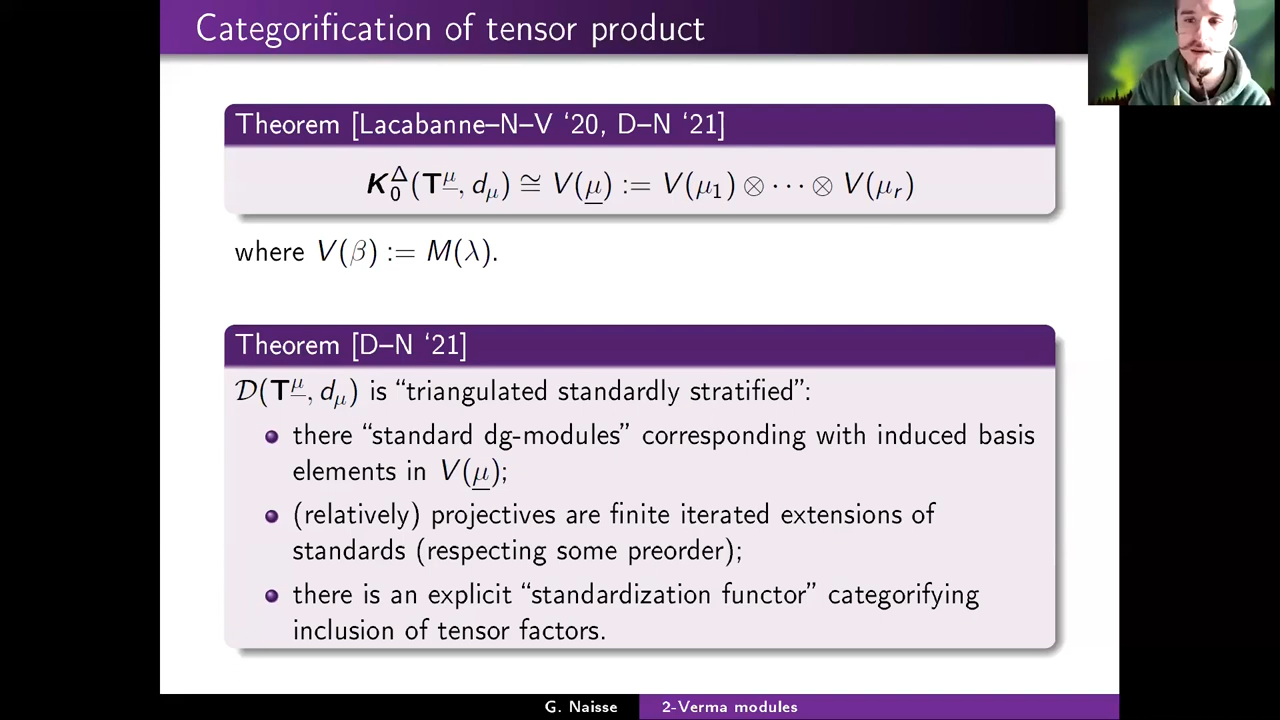 Categorification of tensor product
Theorem [Lacabanne–N–V ‘20, D–N ‘21]
K₀^Δ(T^μ̲, d_μ) ≅ V(μ̲) := V(μ₁) ⊗ ⋯ ⊗ V(μᵣ)
where V(β) := M(λ).
Theorem [D–N ‘21]
𝒟(T^μ̲, d_μ) is “triangulated standardly stratified”:
there “standard dg-modules” corresponding with induced basis
elements in V(μ̲);
(relatively) projectives are finite iterated extensions of
standards (respecting some preorder);
there is an explicit “standardization functor” categorifying
inclusion of tensor factors.
G. Naisse 2-Verma modules